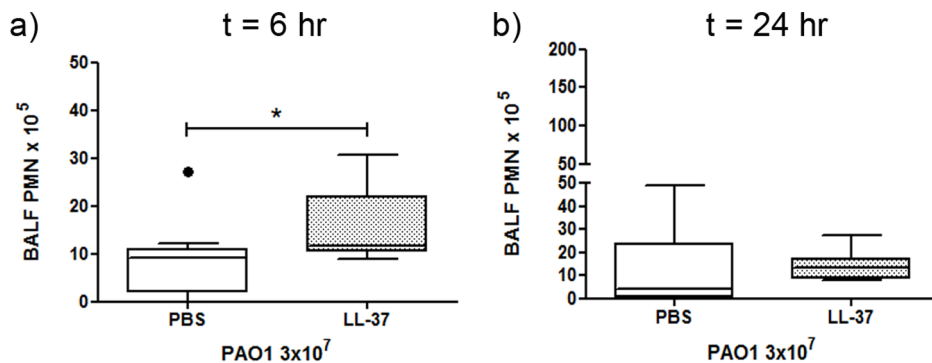 a) t = 6 hr
BALF PMN x 10⁵
50
40
30
20
10
0
*
PBS LL-37
PAO1 3x10⁷
b) t = 24 hr
BALF PMN x 10⁵
200
150
100
50
50
40
30
20
10
0
PBS LL-37
PAO1 3x10⁷